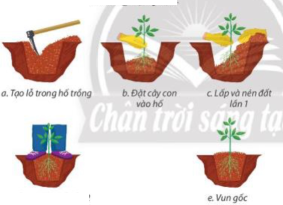 a. Tạo lỗ trong hố trồng
b. Đặt cây con
vào hố
c. Lấp và nén đất
lần 1
Chân trời sáng tạ
e. Vun gốc